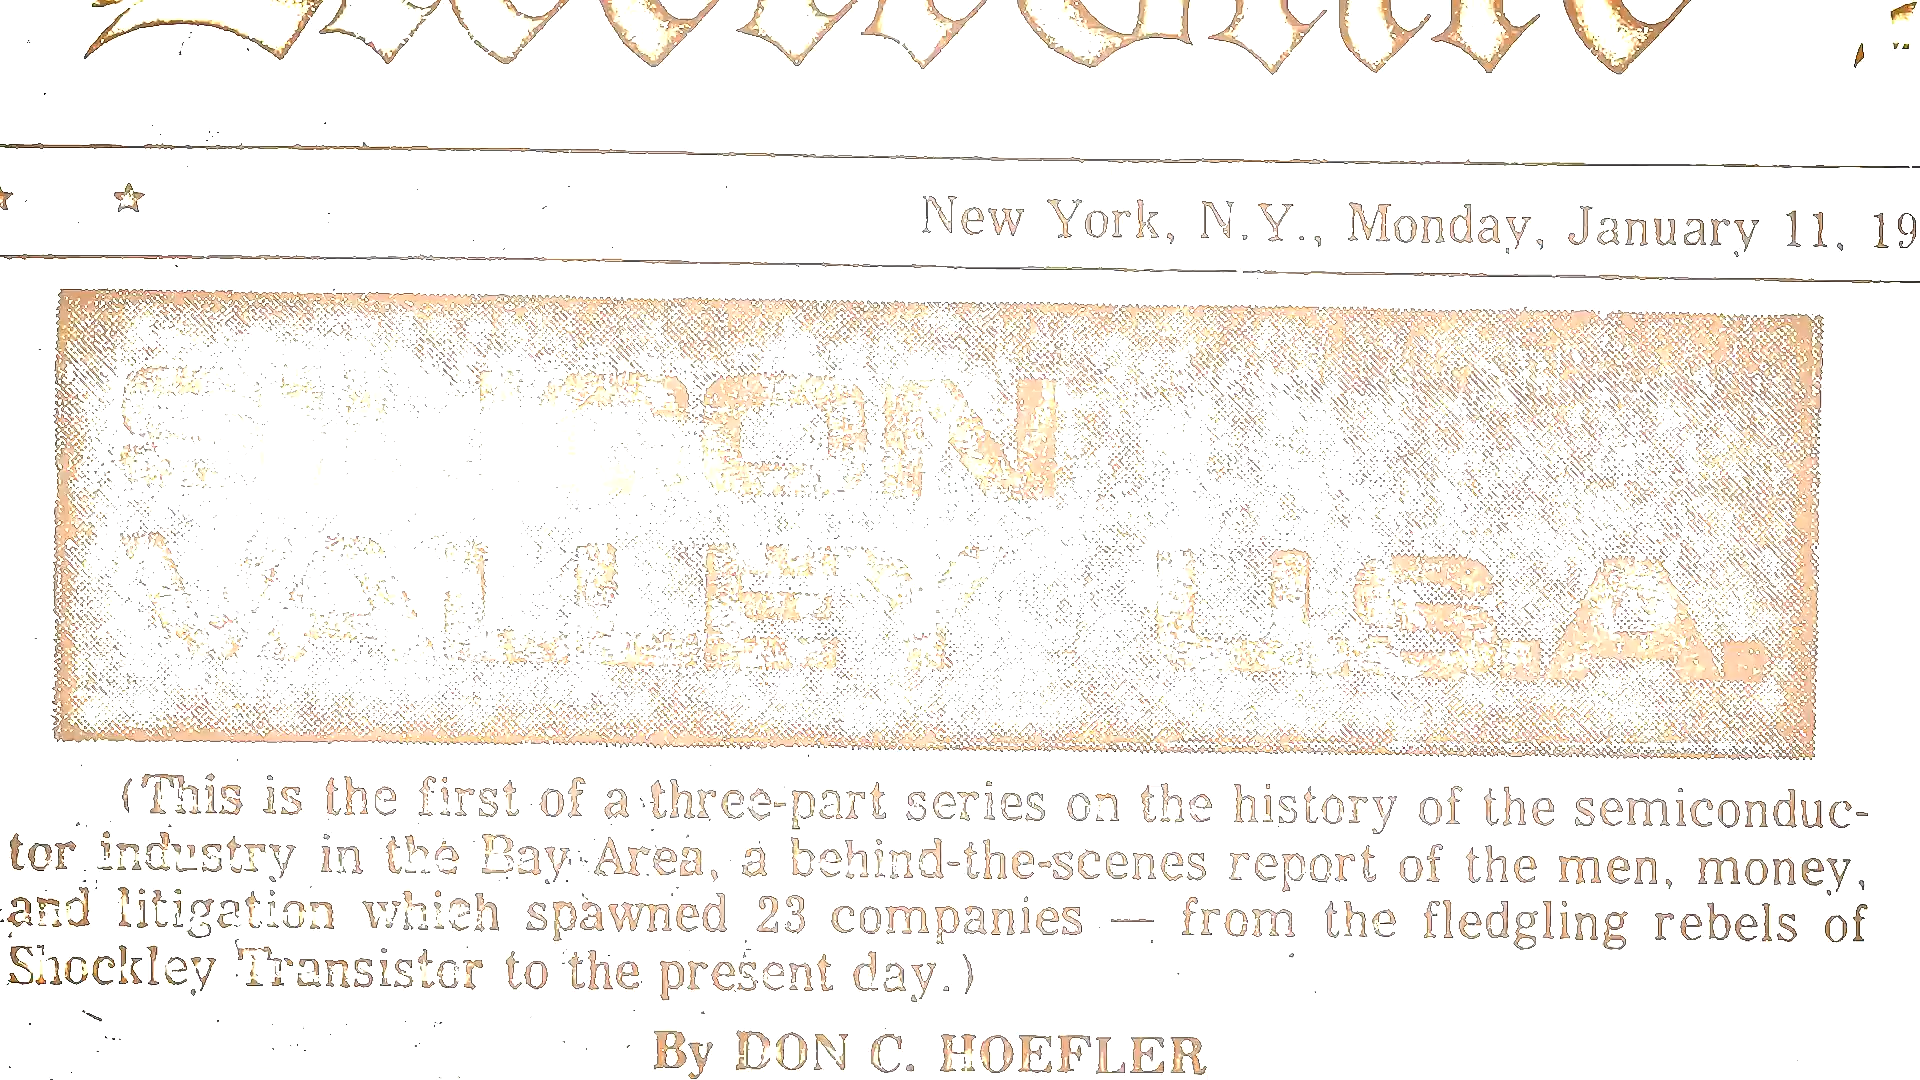 New York, N.Y., Monday, January 11, 19
SILICON
VALLEY U.S.A.
(This is the first of a three-part series on the history of the semiconduc-
tor industry in the Bay Area, a behind-the-scenes report of the men, money,
and litigation which spawned 23 companies — from the fledgling rebels of
Shockley Transistor to the present day.)
By DON C. HOEFLER